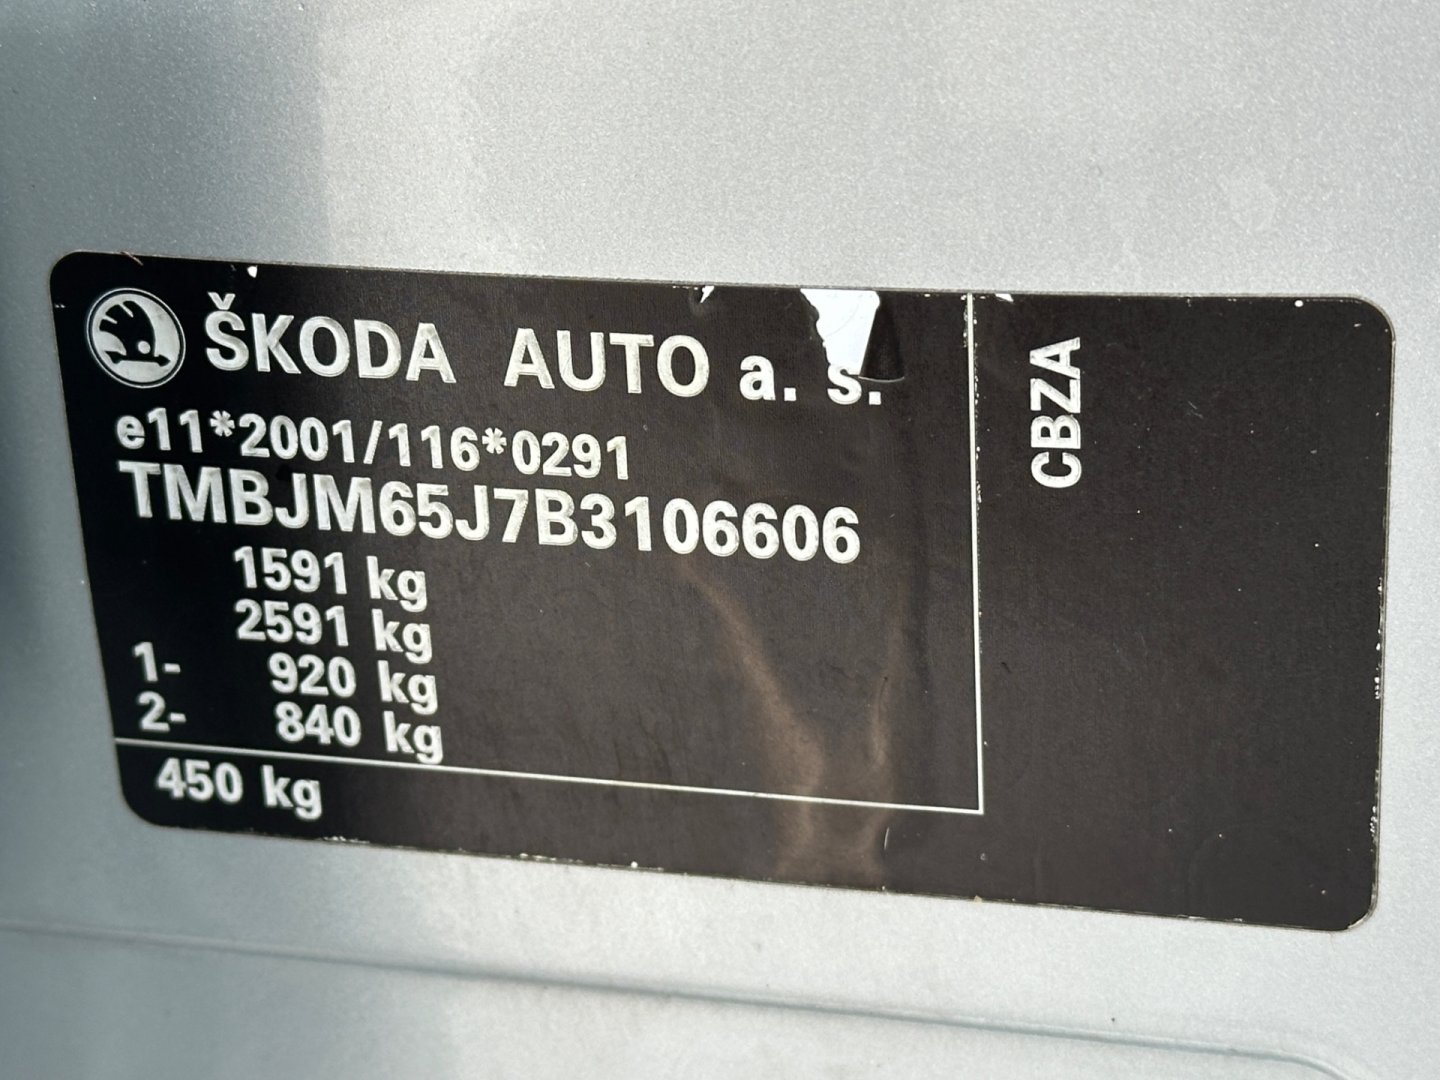 ŠKODA AUTO a. s.
e11*2001/116*0291
TMBJM65J7B3106606
1591 kg
2591 kg
1- 920 kg
2- 840 kg
450 kg
CBZA